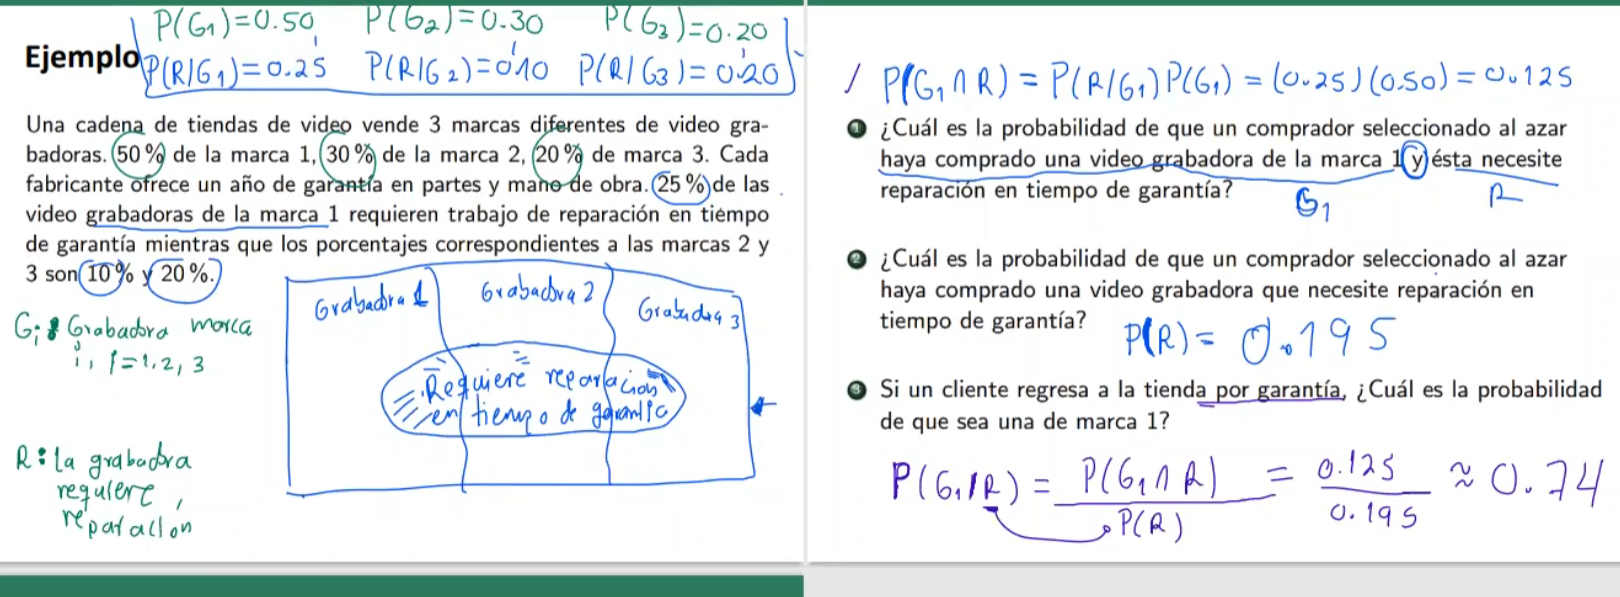 P(G₁)=0.50 P(G₂)=0.30 P(G₃)=0.20
Ejemplo
P(R/G₁)=0.25 P(R/G₂)=0.10 P(R/G₃)=0.20
Una cadena de tiendas de video vende 3 marcas diferentes de video gra-
badoras. 50 % de la marca 1, 30 % de la marca 2, 20 % de marca 3. Cada
fabricante ofrece un año de garantía en partes y mano de obra. 25 % de las
video grabadoras de la marca 1 requieren trabajo de reparación en tiempo
de garantía mientras que los porcentajes correspondientes a las marcas 2 y
3 son 10 % y 20 %.
Grabadora 1 Grabadora 2 Grabadora 3
Requiere reparacion
en tiempo de garantia
Gᵢ: Grabadora marca
i, i=1,2,3
R: La grabadora
requiere
reparacion
P(G₁∩R) = P(R/G₁)P(G₁) = (0.25)(0.50) = 0.125
1 ¿Cuál es la probabilidad de que un comprador seleccionado al azar
haya comprado una video grabadora de la marca 1 y ésta necesite
reparación en tiempo de garantía?
G₁ R
2 ¿Cuál es la probabilidad de que un comprador seleccionado al azar
haya comprado una video grabadora que necesite reparación en
tiempo de garantía?
P(R)= 0.195
3 Si un cliente regresa a la tienda por garantía, ¿Cuál es la probabilidad
de que sea una de marca 1?
P(G₁/R) = P(G₁∩R) = 0.125 ≈ 0.74
P(R) 0.195